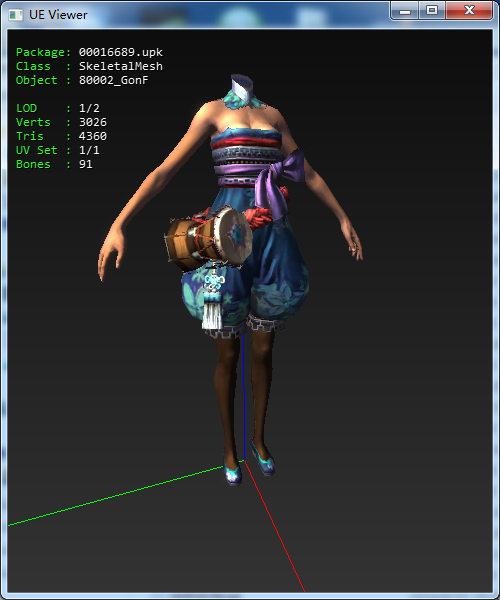 UE Viewer
Package: 00016689.upk
Class  : SkeletalMesh
Object : 80002_GonF
LOD    : 1/2
Verts  : 3026
Tris   : 4360
UV Set : 1/1
Bones  : 91